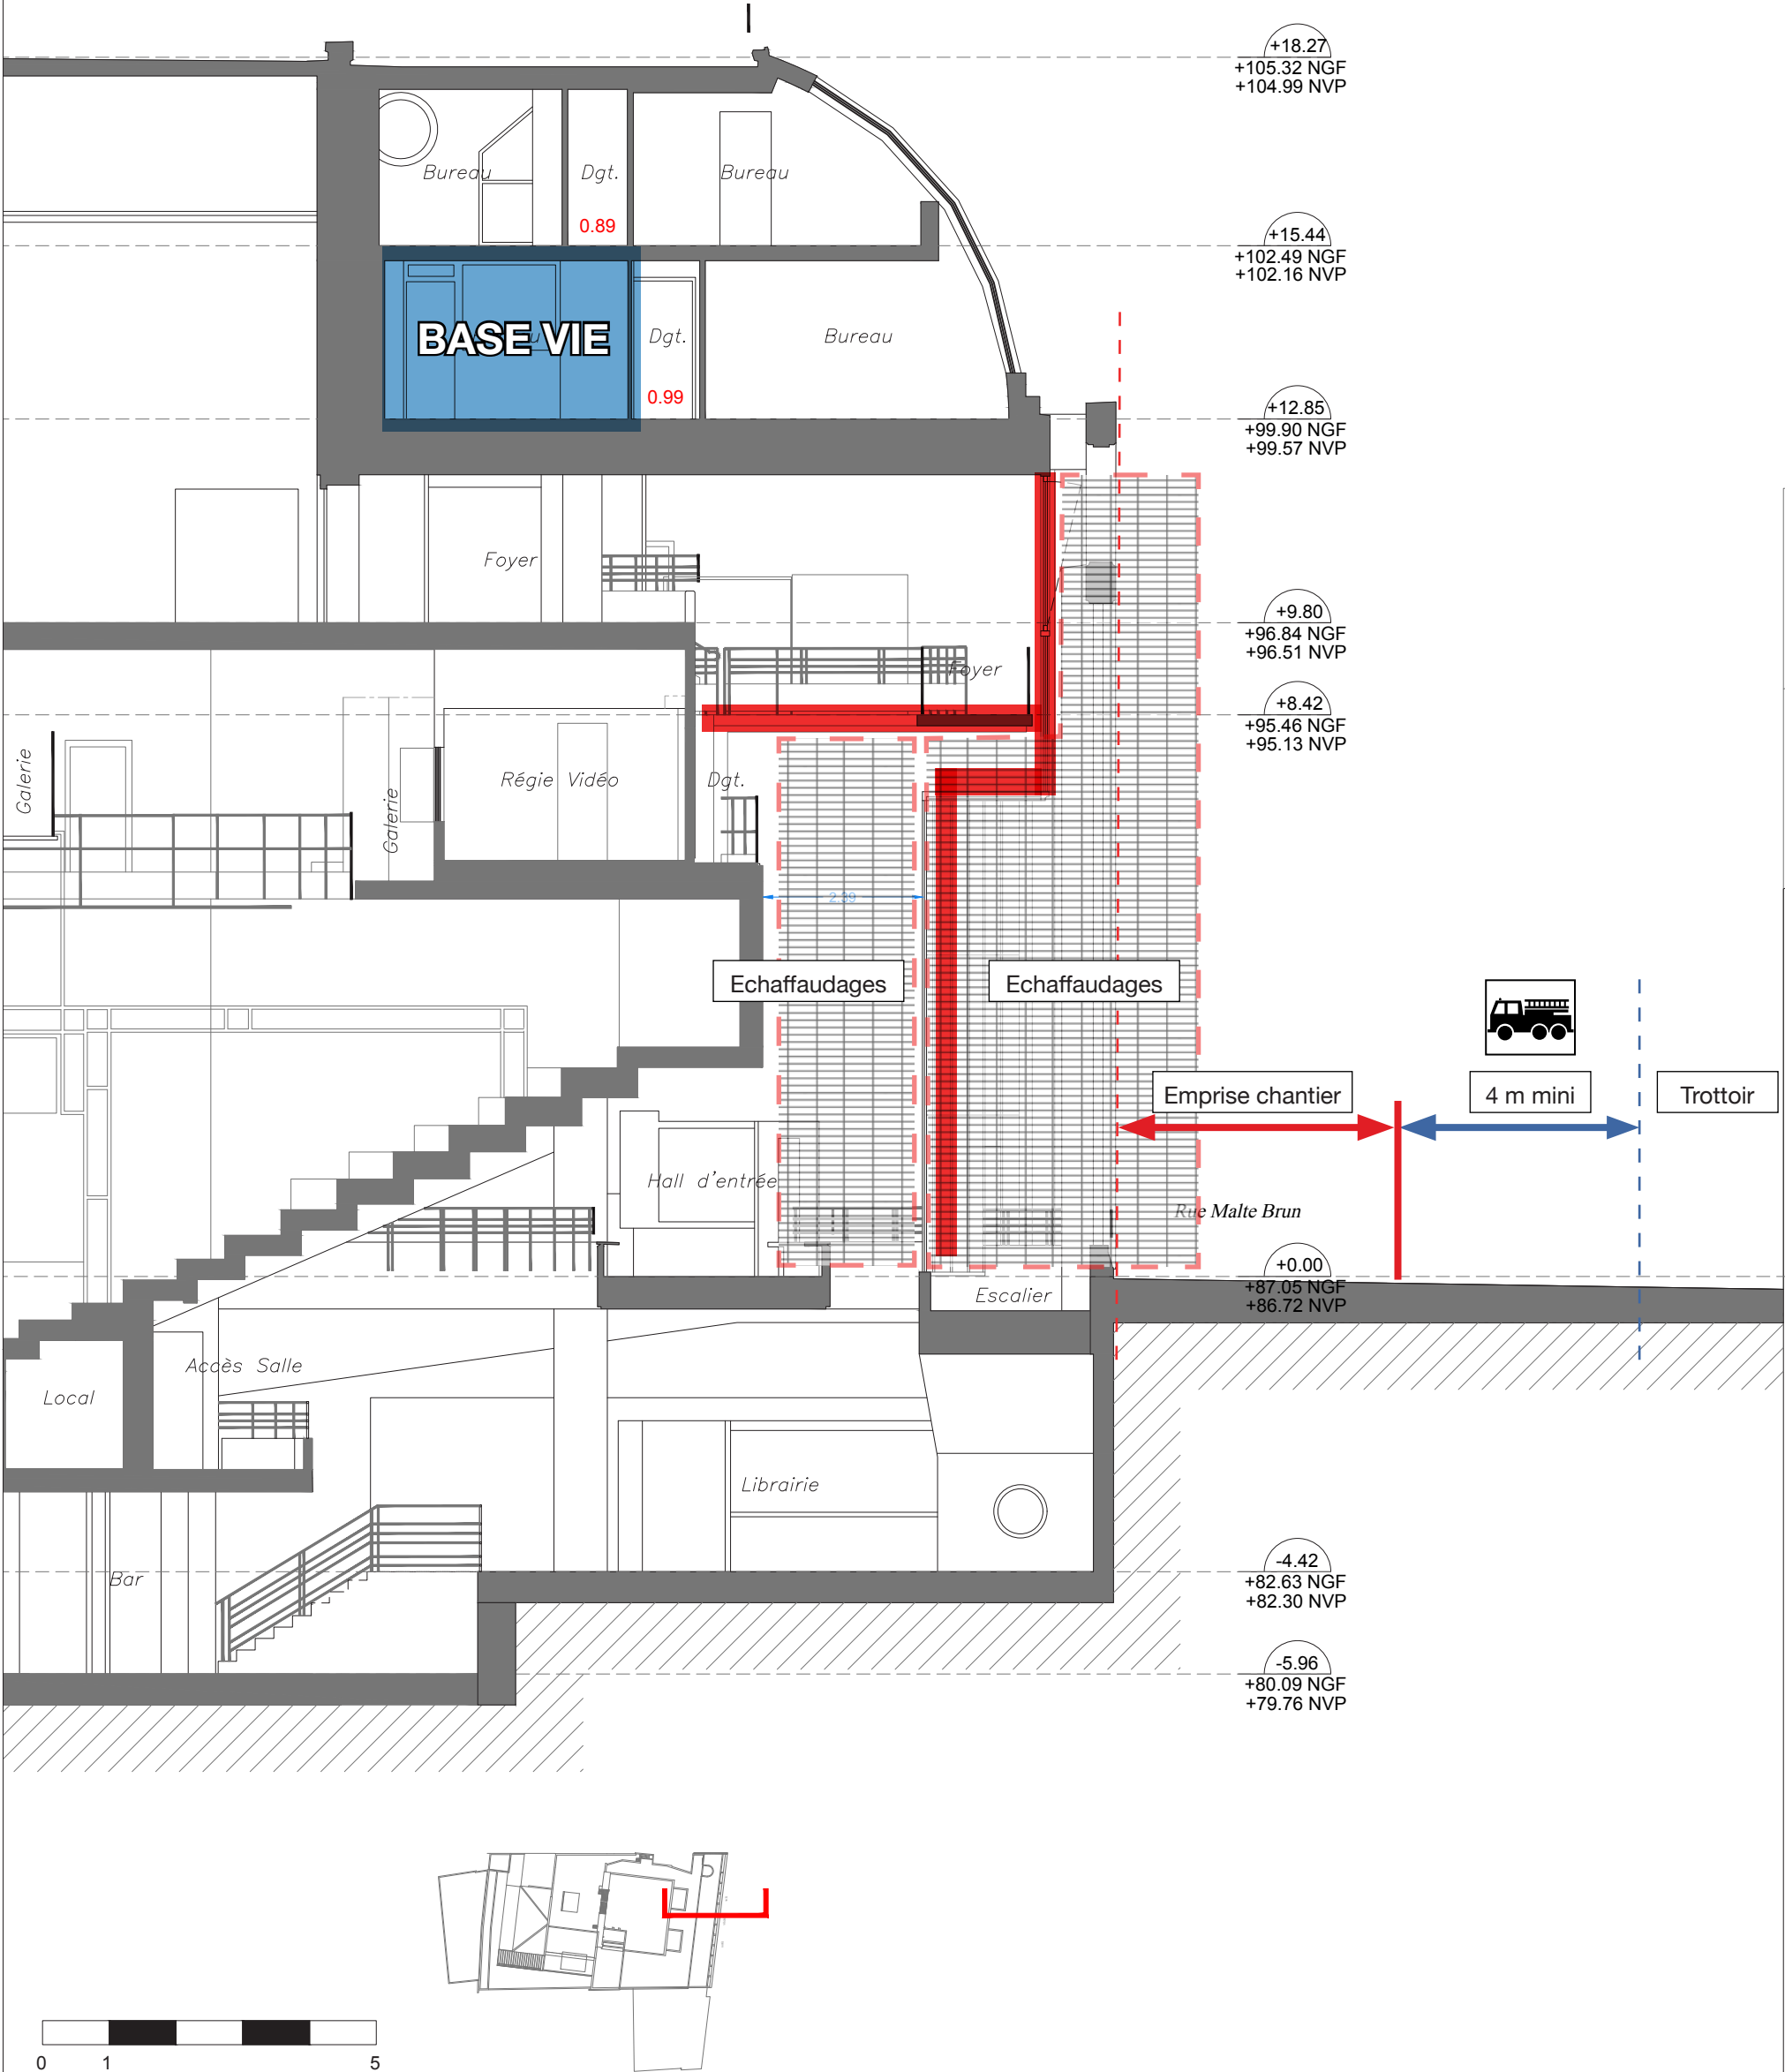 +18.27
+105.32 NGF
+104.99 NVP
Bureau
Dgt.
Bureau
0.89
+15.44
+102.49 NGF
+102.16 NVP
BASE VIE
Dgt.
Bureau
0.99
+12.85
+99.90 NGF
+99.57 NVP
Foyer
+9.80
+96.84 NGF
+96.51 NVP
Foyer
+8.42
+95.46 NGF
+95.13 NVP
Galerie
Galerie
Régie Vidéo
Dgt.
2.39
Echaffaudages
Echaffaudages
Emprise chantier
4 m mini
Trottoir
Hall d'entrée
Rue Malte Brun
+0.00
+87.05 NGF
+86.72 NVP
Escalier
Accès Salle
Local
Librairie
Bar
-4.42
+82.63 NGF
+82.30 NVP
-5.96
+80.09 NGF
+79.76 NVP
0 1 5